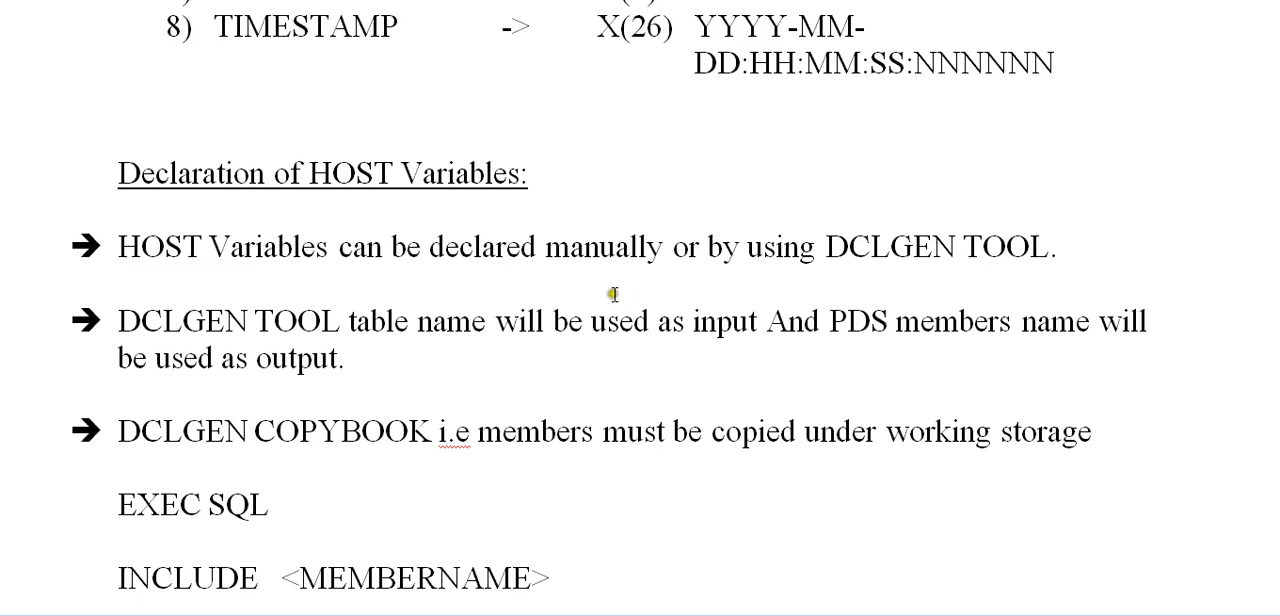 8) TIMESTAMP -> X(26) YYYY-MM-
DD:HH:MM:SS:NNNNNN
Declaration of HOST Variables:
➔ HOST Variables can be declared manually or by using DCLGEN TOOL.
➔ DCLGEN TOOL table name will be used as input And PDS members name will
be used as output.
➔ DCLGEN COPYBOOK i.e members must be copied under working storage
EXEC SQL
INCLUDE <MEMBERNAME>